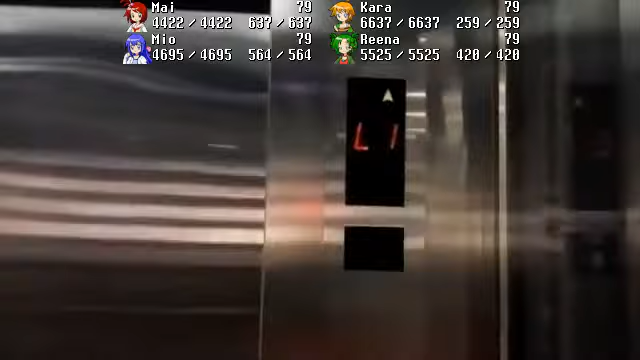 Mai 79 Kara 79
4422/4422 637/637 6637/6637 259/259
Mio 79 Reena 79
4695/4695 564/564 5525/5525 420/420
L1